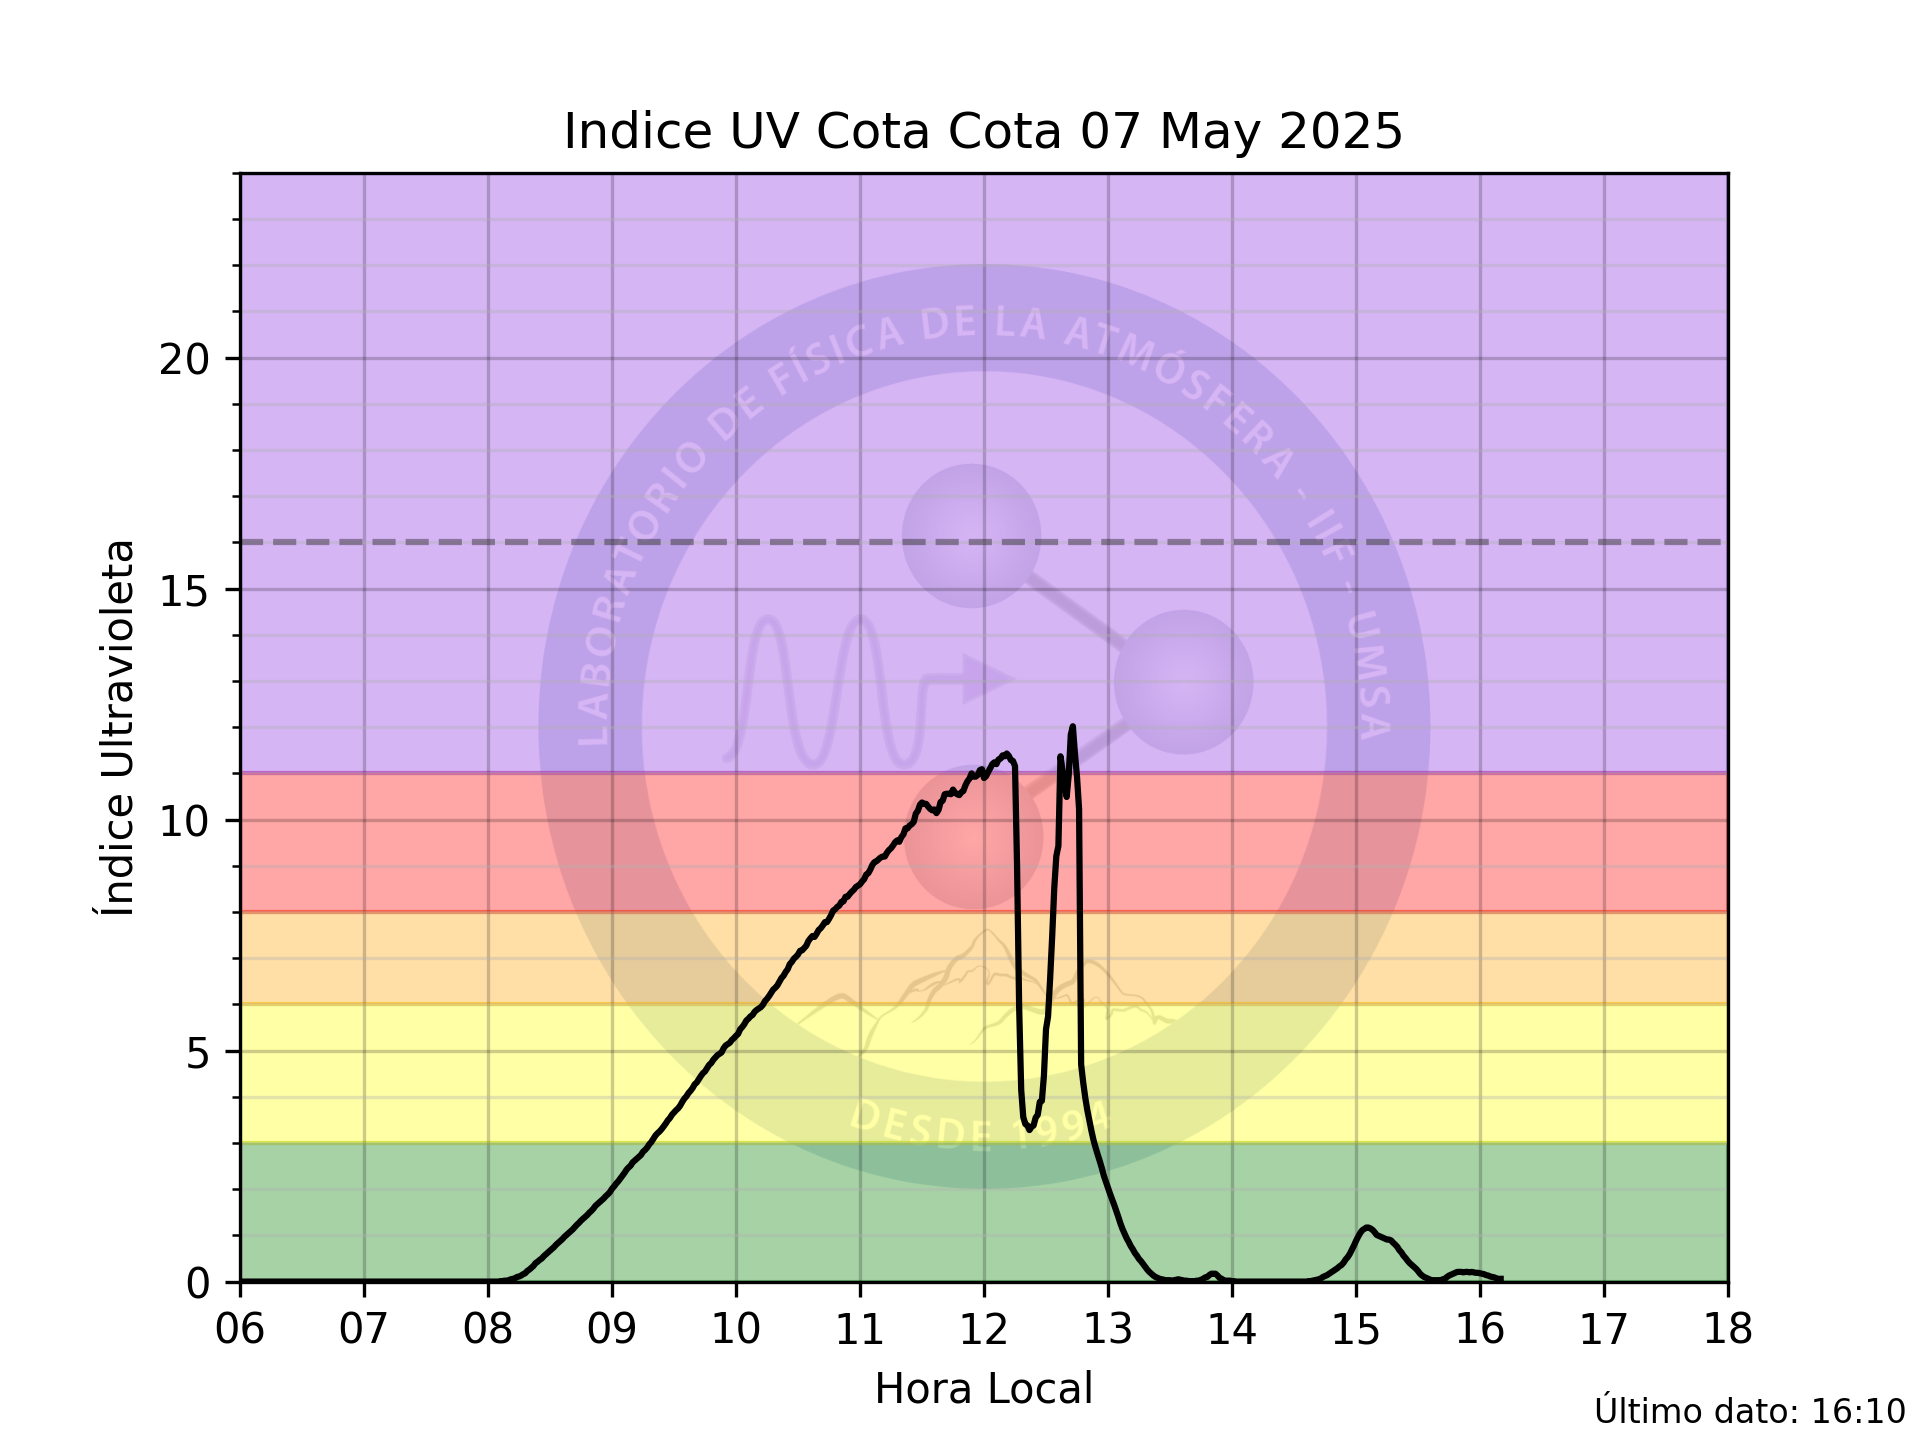 Indice UV Cota Cota 07 May 2025
LABORATORIO DE FÍSICA DE LA ATMÓSFERA - IIF - UMSA
20
15
10
5
0
Índice Ultravioleta
DESDE 1994
06 07 08 09 10 11 12 13 14 15 16 17 18
Hora Local
Último dato: 16:10